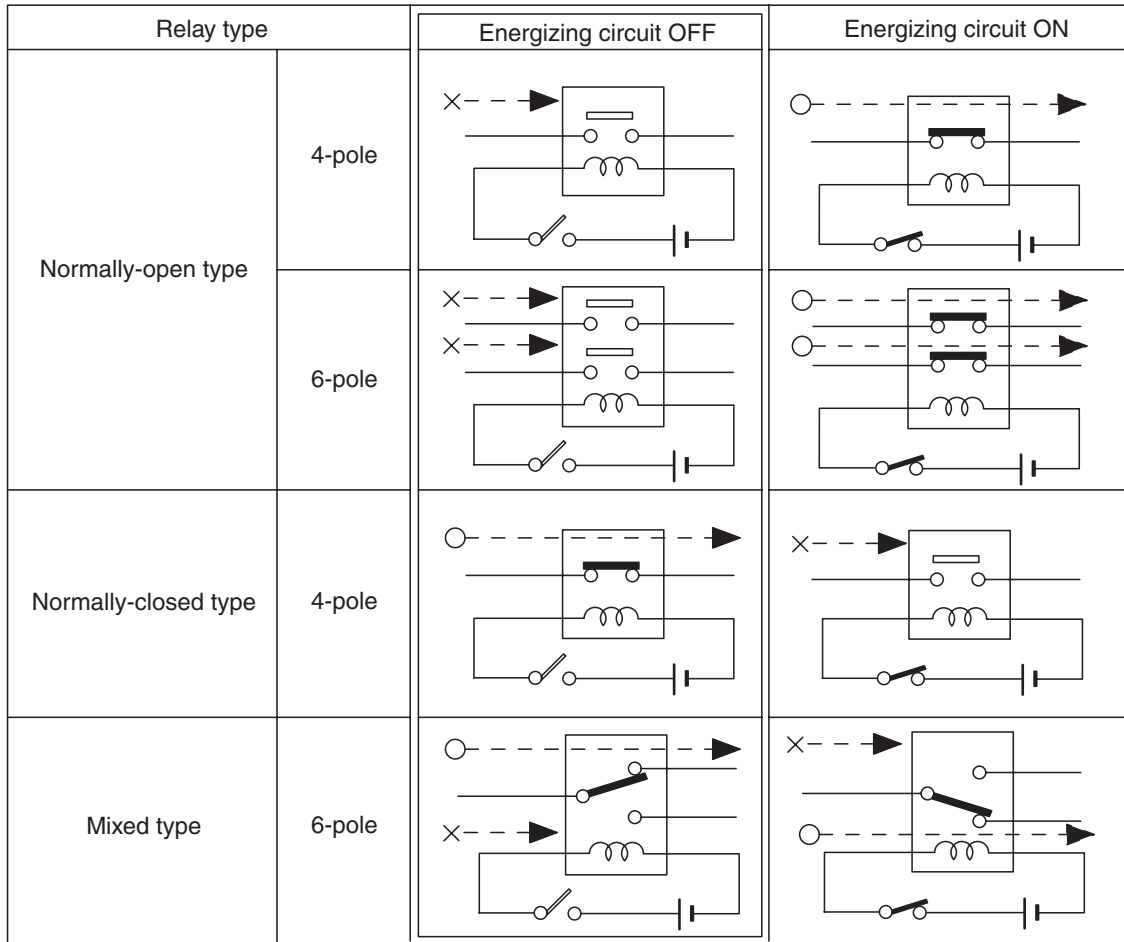 Relay type
Energizing circuit OFF
Energizing circuit ON
Normally-open type
4-pole
6-pole
Normally-closed type
4-pole
Mixed type
6-pole